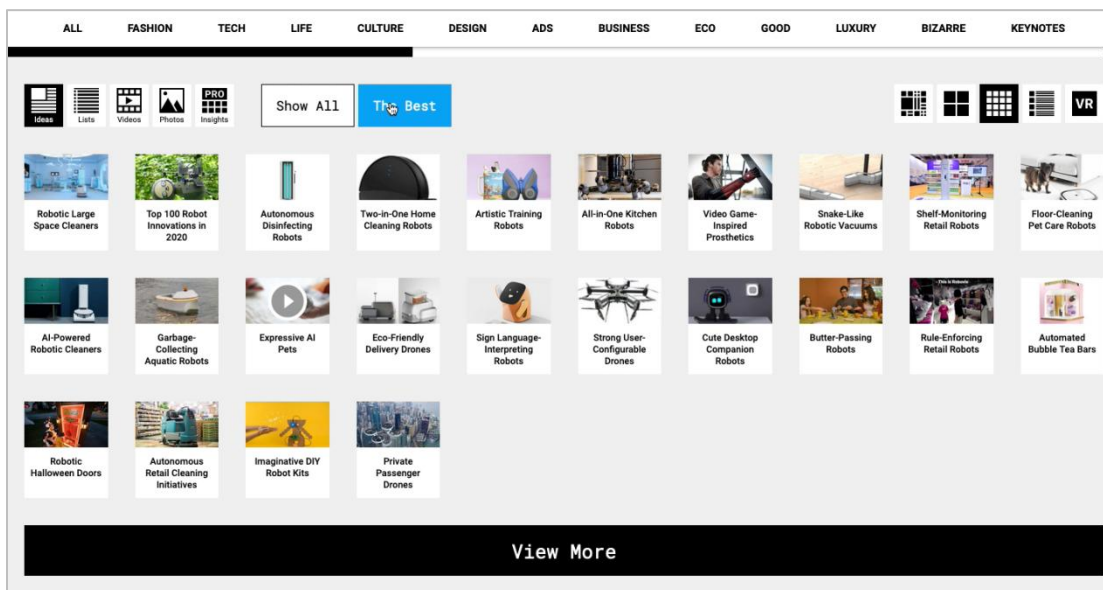 ALL FASHION TECH LIFE CULTURE DESIGN ADS BUSINESS ECO GOOD LUXURY BIZARRE KEYNOTES
PRO
Ideas Lists Videos Photos Insights
Show All The Best
VR
Robotic Large
Space Cleaners
Top 100 Robot
Innovations in
2020
Autonomous
Disinfecting
Robots
Two-in-One Home
Cleaning Robots
Artistic Training
Robots
All-in-One Kitchen
Robots
Video Game-
Inspired
Prosthetics
Snake-Like
Robotic Vacuums
Shelf-Monitoring
Retail Robots
Floor-Cleaning
Pet Care Robots
AI-Powered
Robotic Cleaners
Garbage-
Collecting
Aquatic Robots
Expressive AI
Pets
Eco-Friendly
Delivery Drones
Sign Language-
Interpreting
Robots
Strong User-
Configurable
Drones
Cute Desktop
Companion
Robots
Butter-Passing
Robots
Rule-Enforcing
Retail Robots
Automated
Bubble Tea Bars
Robotic
Halloween Doors
Autonomous
Retail Cleaning
Initiatives
Imaginative DIY
Robot Kits
Private
Passenger
Drones
View More